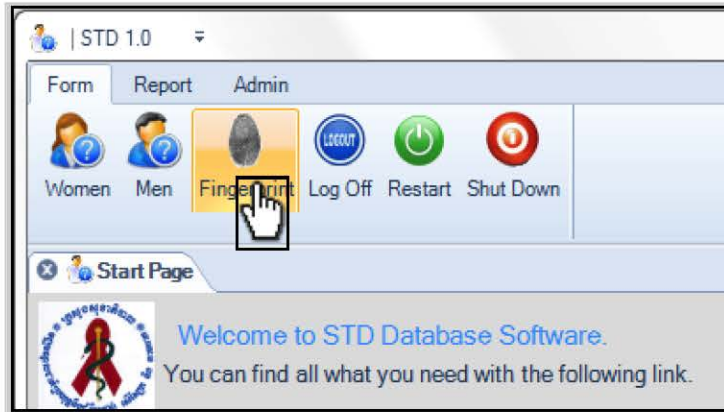 | STD 1.0
Form Report Admin
LOGOUT
Women Men Fingerprint Log Off Restart Shut Down
Start Page
Welcome to STD Database Software.
You can find all what you need with the following link.